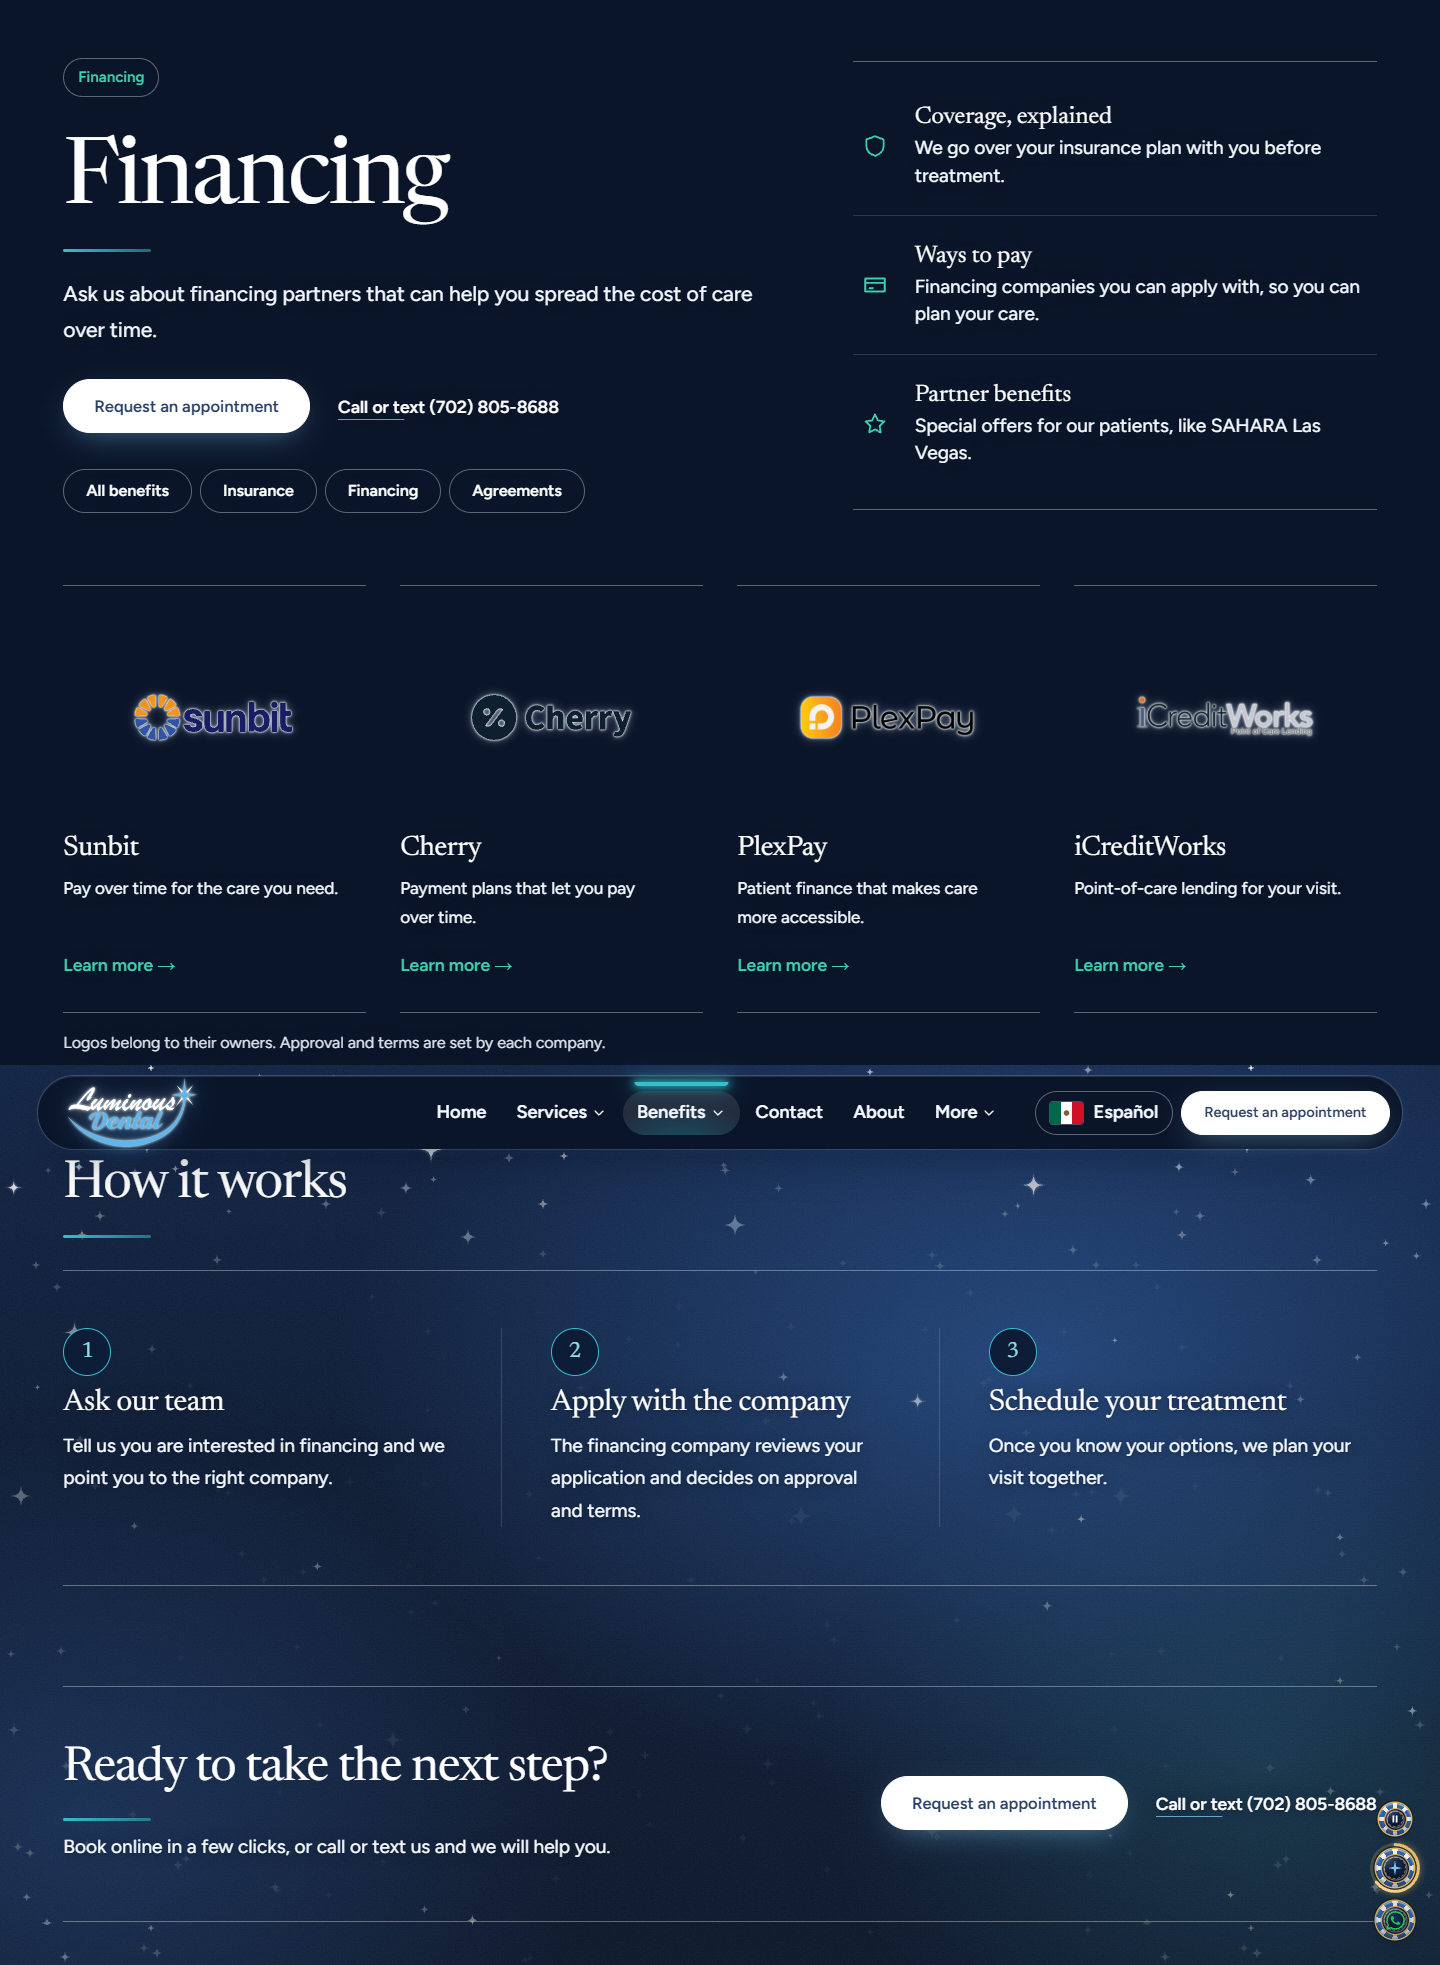 Financing
Financing
Ask us about financing partners that can help you spread the cost of care
over time.
Request an appointment
Call or text (702) 805-8688
All benefits
Insurance
Financing
Agreements
Coverage, explained
We go over your insurance plan with you before
treatment.
Ways to pay
Financing companies you can apply with, so you can
plan your care.
Partner benefits
Special offers for our patients, like SAHARA Las
Vegas.
sunbit
Cherry
PlexPay
iCreditWorks
Point of Care Lending
Sunbit
Pay over time for the care you need.
Learn more →
Cherry
Payment plans that let you pay
over time.
Learn more →
PlexPay
Patient finance that makes care
more accessible.
Learn more →
iCreditWorks
Point-of-care lending for your visit.
Learn more →
Logos belong to their owners. Approval and terms are set by each company.
Luminous
Dental
Home
Services
Benefits
Contact
About
More
Español
Request an appointment
How it works
1
Ask our team
Tell us you are interested in financing and we
point you to the right company.
2
Apply with the company
The financing company reviews your
application and decides on approval
and terms.
3
Schedule your treatment
Once you know your options, we plan your
visit together.
Ready to take the next step?
Book online in a few clicks, or call or text us and we will help you.
Request an appointment
Call or text (702) 805-8688